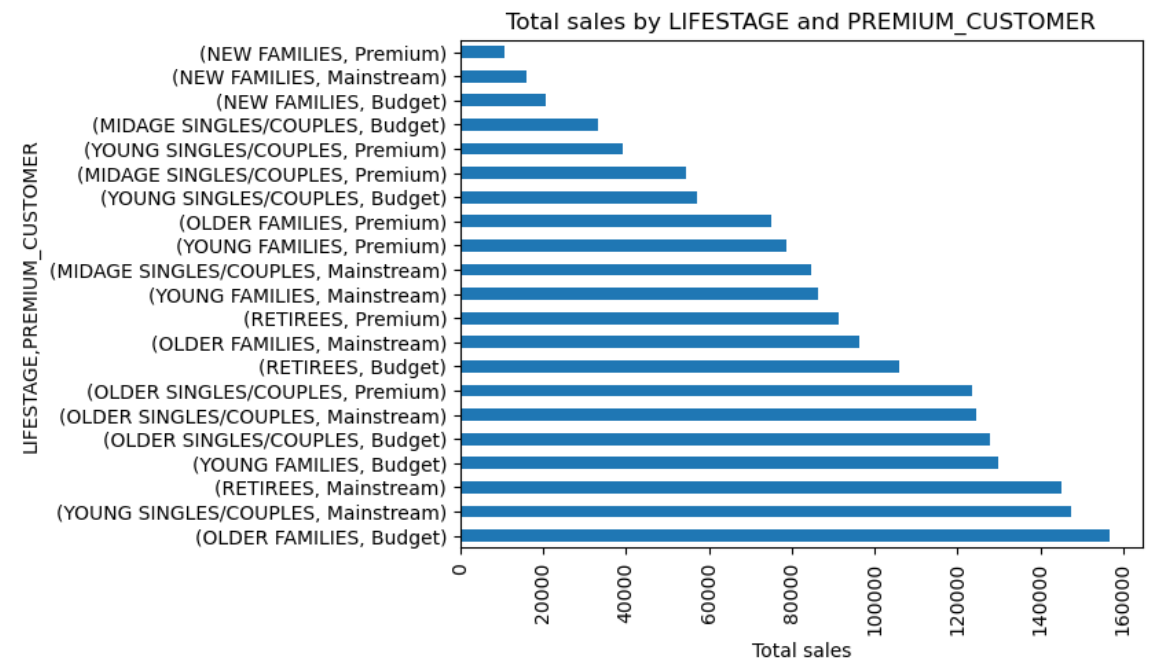 Total sales by LIFESTAGE and PREMIUM_CUSTOMER
LIFESTAGE,PREMIUM_CUSTOMER
(NEW FAMILIES, Premium)
(NEW FAMILIES, Mainstream)
(NEW FAMILIES, Budget)
(MIDAGE SINGLES/COUPLES, Budget)
(YOUNG SINGLES/COUPLES, Premium)
(MIDAGE SINGLES/COUPLES, Premium)
(YOUNG SINGLES/COUPLES, Budget)
(OLDER FAMILIES, Premium)
(YOUNG FAMILIES, Premium)
(MIDAGE SINGLES/COUPLES, Mainstream)
(YOUNG FAMILIES, Mainstream)
(RETIREES, Premium)
(OLDER FAMILIES, Mainstream)
(RETIREES, Budget)
(OLDER SINGLES/COUPLES, Premium)
(OLDER SINGLES/COUPLES, Mainstream)
(OLDER SINGLES/COUPLES, Budget)
(YOUNG FAMILIES, Budget)
(RETIREES, Mainstream)
(YOUNG SINGLES/COUPLES, Mainstream)
(OLDER FAMILIES, Budget)
0
20000
40000
60000
80000
100000
120000
140000
160000
Total sales